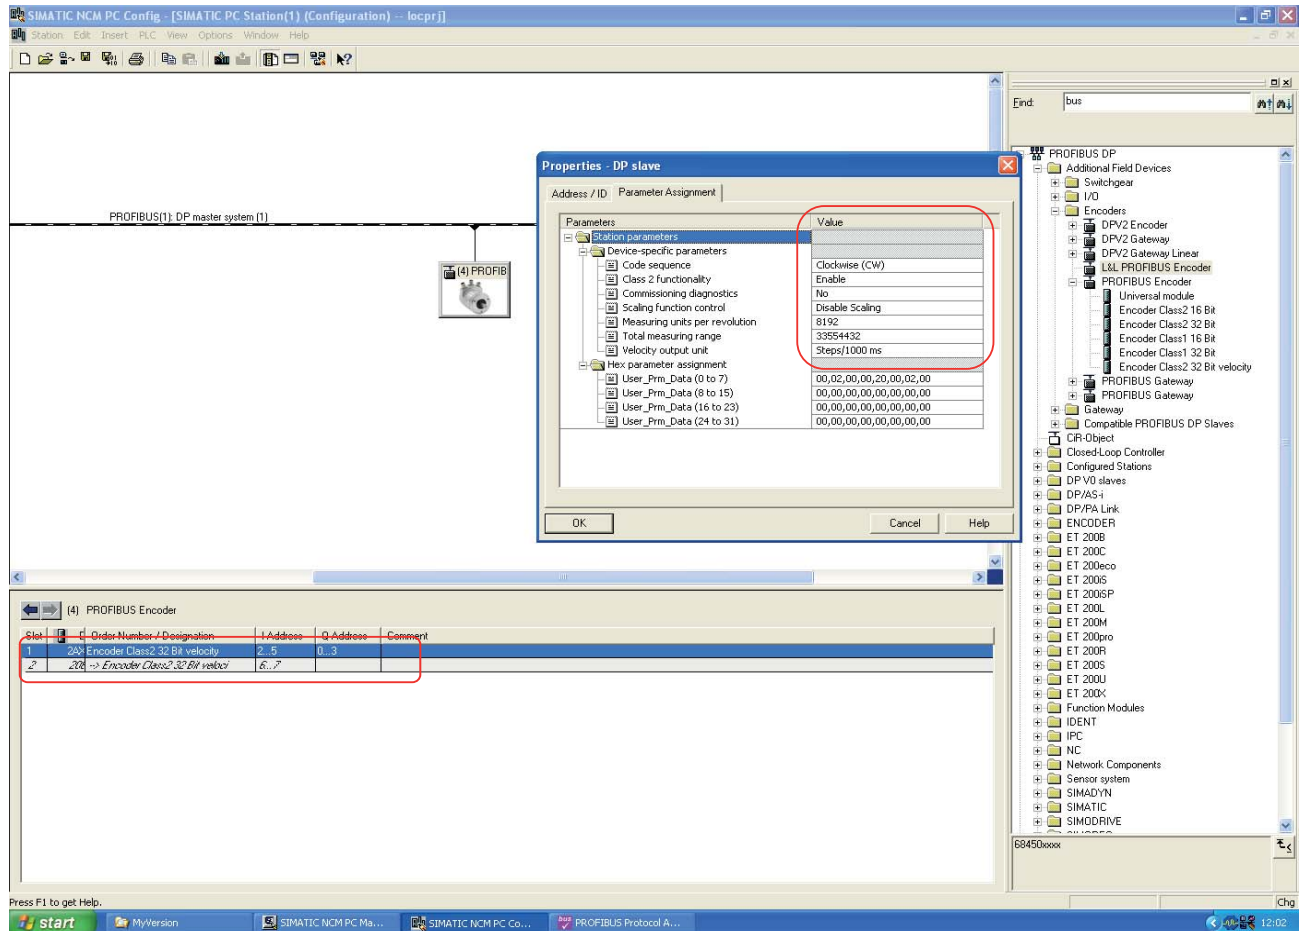 SIMATIC NCM PC Config - [SIMATIC PC Station(1) (Configuration) -- locprj]
Station Edit Insert PLC View Options Window Help
PROFIBUS(1): DP master system (1)
(4) PROFIB
Properties - DP slave
Address / ID Parameter Assignment
Parameters Value
Station parameters
Device-specific parameters
Code sequence Clockwise (CW)
Class 2 functionality Enable
Commissioning diagnostics No
Scaling function control Disable Scaling
Measuring units per revolution 8192
Total measuring range 33554432
Velocity output unit Steps/1000 ms
Hex parameter assignment
User_Prm_Data (0 to 7) 00,02,00,00,20,00,02,00
User_Prm_Data (8 to 15) 00,00,00,00,00,00,00,00
User_Prm_Data (16 to 23) 00,00,00,00,00,00,00,00
User_Prm_Data (24 to 31) 00,00,00,00,00,00,00,00
OK Cancel Help
Find: bus
PROFIBUS DP
Additional Field Devices
Switchgear
I/O
Encoders
DPV2 Encoder
DPV2 Gateway
DPV2 Gateway Linear
L&L PROFIBUS Encoder
PROFIBUS Encoder
Universal module
Encoder Class2 16 Bit
Encoder Class2 32 Bit
Encoder Class1 16 Bit
Encoder Class1 32 Bit
Encoder Class2 32 Bit velocity
PROFIBUS Gateway
PROFIBUS Gateway
Gateway
Compatible PROFIBUS DP Slaves
CiR-Object
Closed-Loop Controller
Configured Stations
DP V0 slaves
DP/AS-i
DP/PA Link
ENCODER
ET 200B
ET 200C
ET 200eco
ET 200iS
ET 200iSP
ET 200L
ET 200M
ET 200pro
ET 200R
ET 200S
ET 200U
ET 200X
Function Modules
IDENT
IPC
NC
Network Components
Sensor system
SIMADYN
SIMATIC
SIMODRIVE
68450xxxx
(4) PROFIBUS Encoder
Slot Order Number / Designation I Address Q Address Comment
1 2AX Encoder Class2 32 Bit velocity 2...5 0...3
2 --> Encoder Class2 32 Bit veloci 6...7
Press F1 to get Help. Chg
start MyVersion SIMATIC NCM PC Ma... SIMATIC NCM PC Co... bus PROFIBUS Protocol A... 12:02